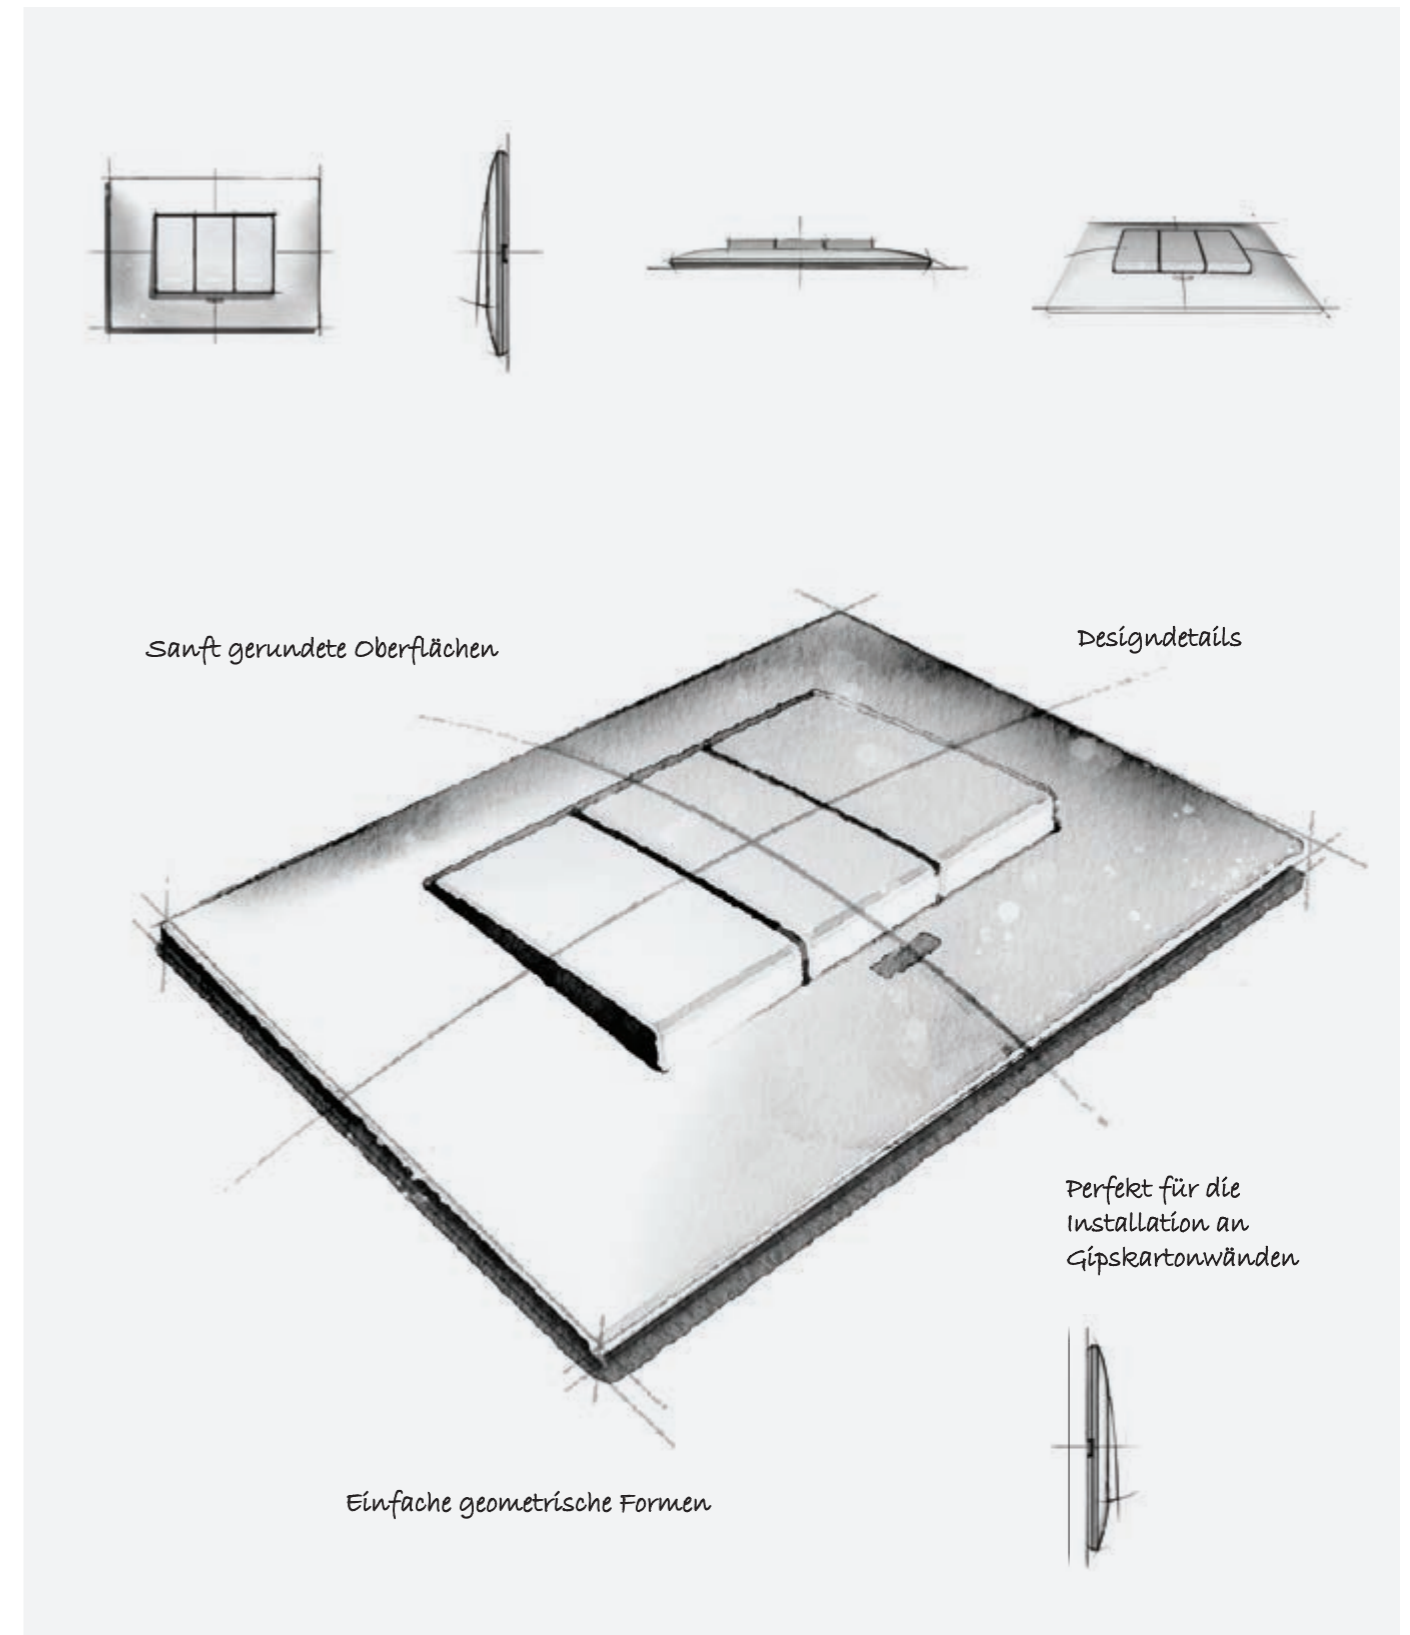 Sanft gerundete Oberflächen
Designdetails
Perfekt für die
Installation an
Gipskartonwänden
Einfache geometrische Formen